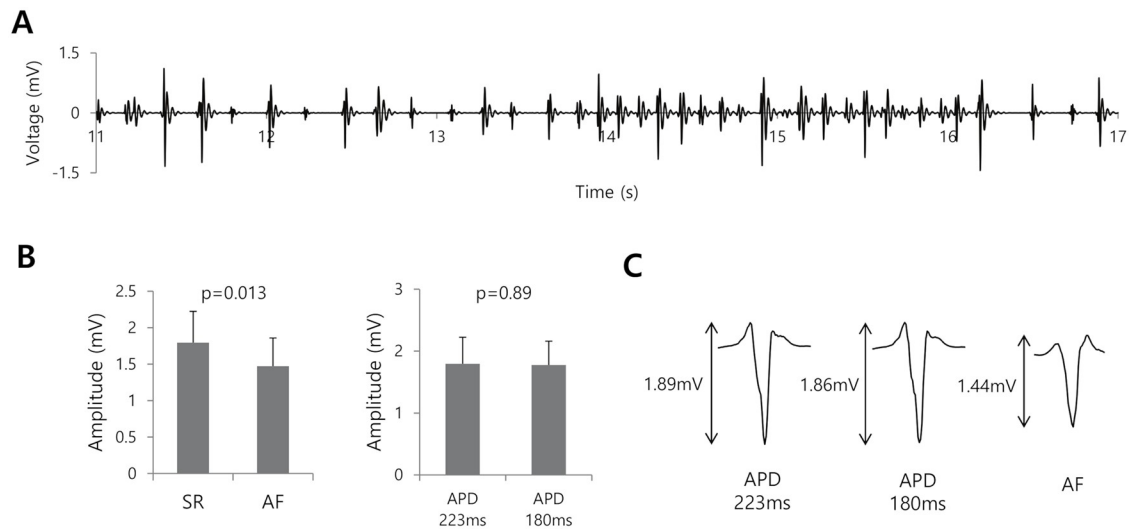 A
Voltage (mV)
1.5
0
-1.5
11
12
13
14
15
16
17
Time (s)
B
Amplitude (mV)
2.5
2
1.5
1
0.5
0
p=0.013
SR
AF
Amplitude (mV)
3
2
1
0
p=0.89
APD
223ms
APD
180ms
C
1.89mV
1.86mV
1.44mV
APD
223ms
APD
180ms
AF